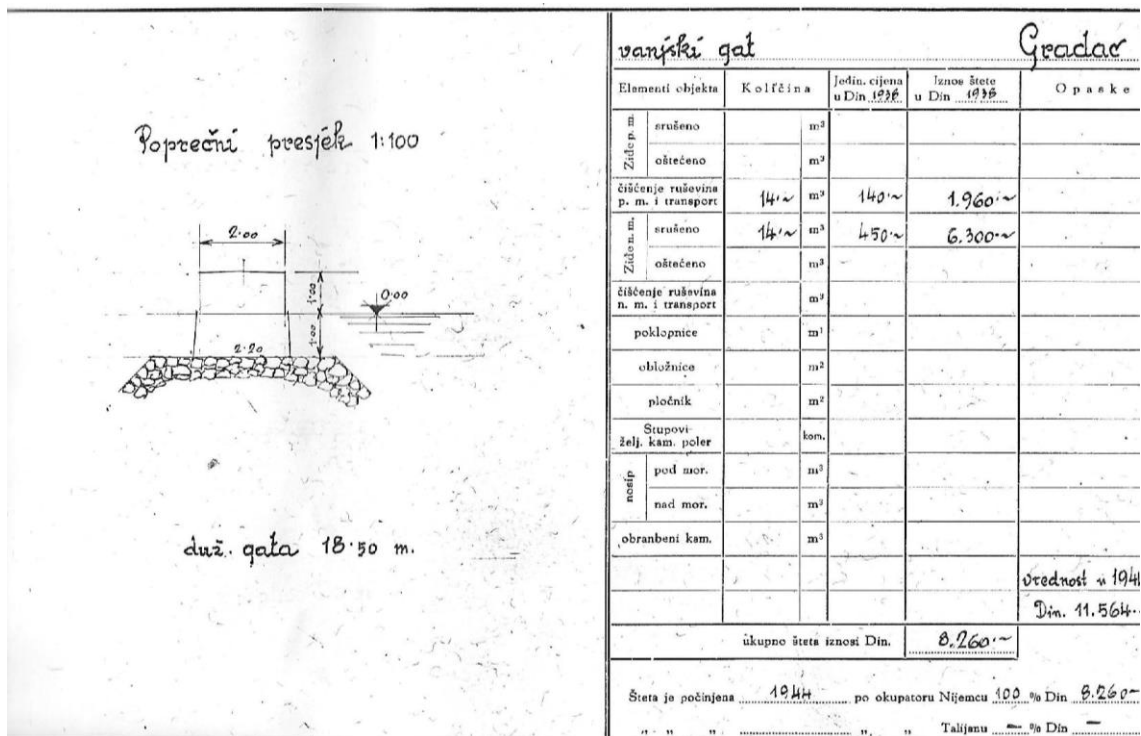 Poprečni presjek 1:100
2.00
1.00
0.00
1.00
2.20
duž. gata 18.50 m.
vanjski gat Gradac
Elementi objekta Količina Jedin. cijena u Din 1938 Iznos štete u Din 1938 Opaske
Ziđe p. m.
srušeno m³
oštećeno m³
čišćenje ruševina p. m. i transport 14.~ m³ 140.~ 1.960.~
Ziđe n. m.
srušeno 14.~ m³ 450.~ 6.300.~
oštećeno m³
čišćenje ruševina n. m. i transport m³
poklopnice m¹
obložnice m²
pločnik m²
Stupovi- želj. kam. poler kom.
nosip
pod mor. m³
nad mor. m³
obranbeni kam. m³
vrednost u 194
Din. 11.564.
ukupno šteta iznosi Din. 8.260.~
Šteta je počinjena 1944 po okupatoru Nijemcu 100 % Din 8.260-
„ „ „ „ „ Talijanu — % Din —